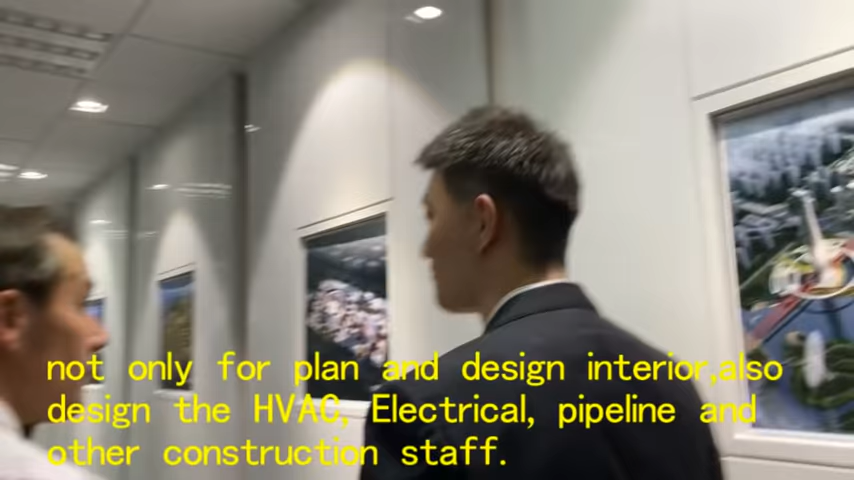 not only for plan and design interior,also
design the HVAC, Electrical, pipeline and
other construction staff.